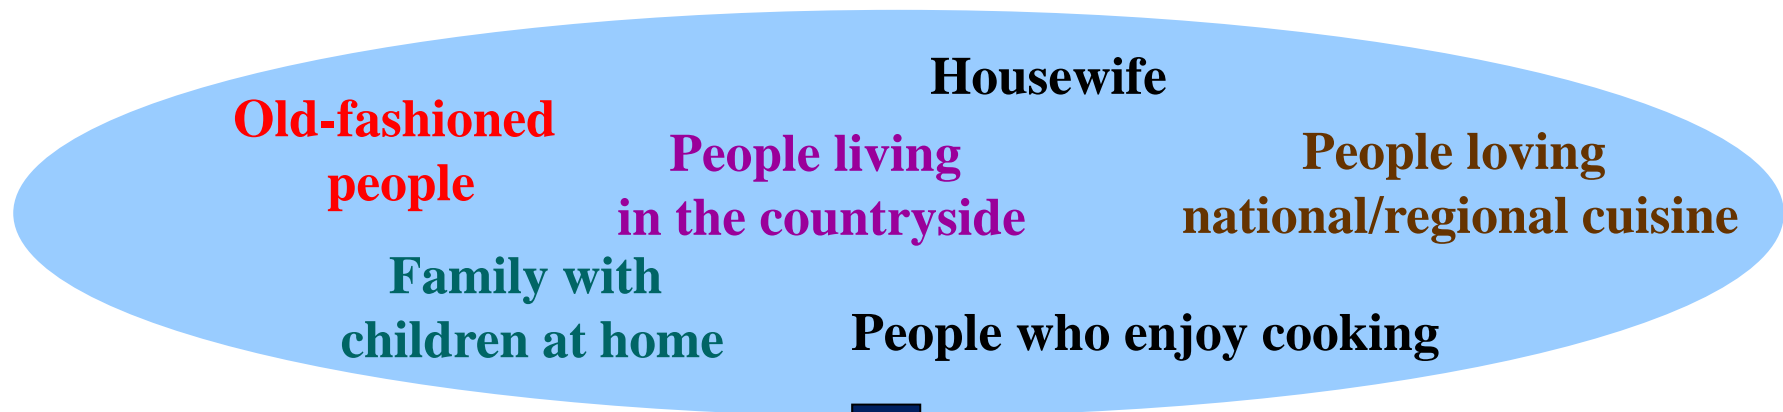 Housewife
Old-fashioned
people
People living
in the countryside
People loving
national/regional cuisine
Family with
children at home
People who enjoy cooking